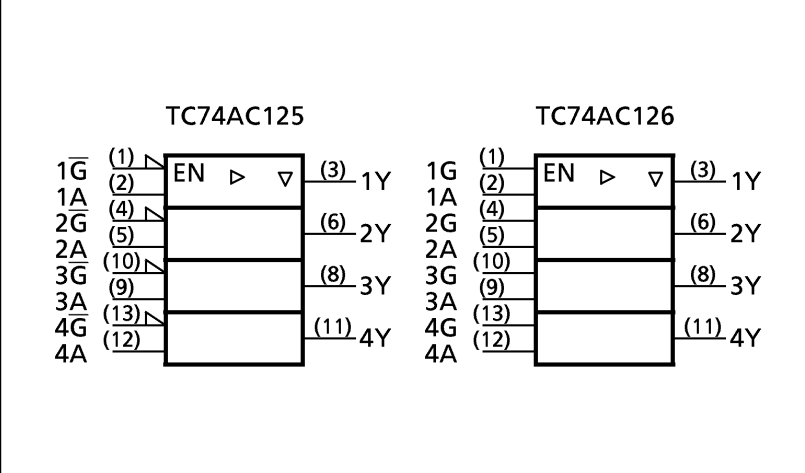 TC74AC125
1G̅ (1) EN (3) 1Y
1A (2)
2G̅ (4) (6) 2Y
2A (5)
3G̅ (10) (8) 3Y
3A (9)
4G̅ (13) (11) 4Y
4A (12)
TC74AC126
1G (1) EN (3) 1Y
1A (2)
2G (4) (6) 2Y
2A (5)
3G (10) (8) 3Y
3A (9)
4G (13) (11) 4Y
4A (12)